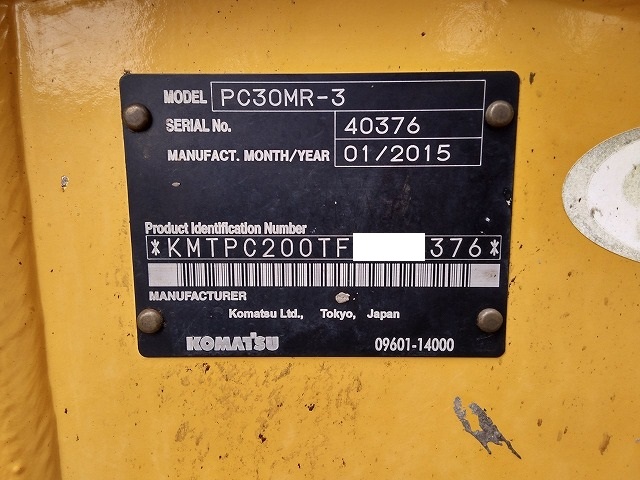 MODEL PC30MR-3
SERIAL No. 40376
MANUFACT. MONTH/YEAR 01/2015
Product Identification Number
*KMTPC200TF 376*
MANUFACTURER
Komatsu Ltd., Tokyo, Japan
KOMATSU 09601-14000